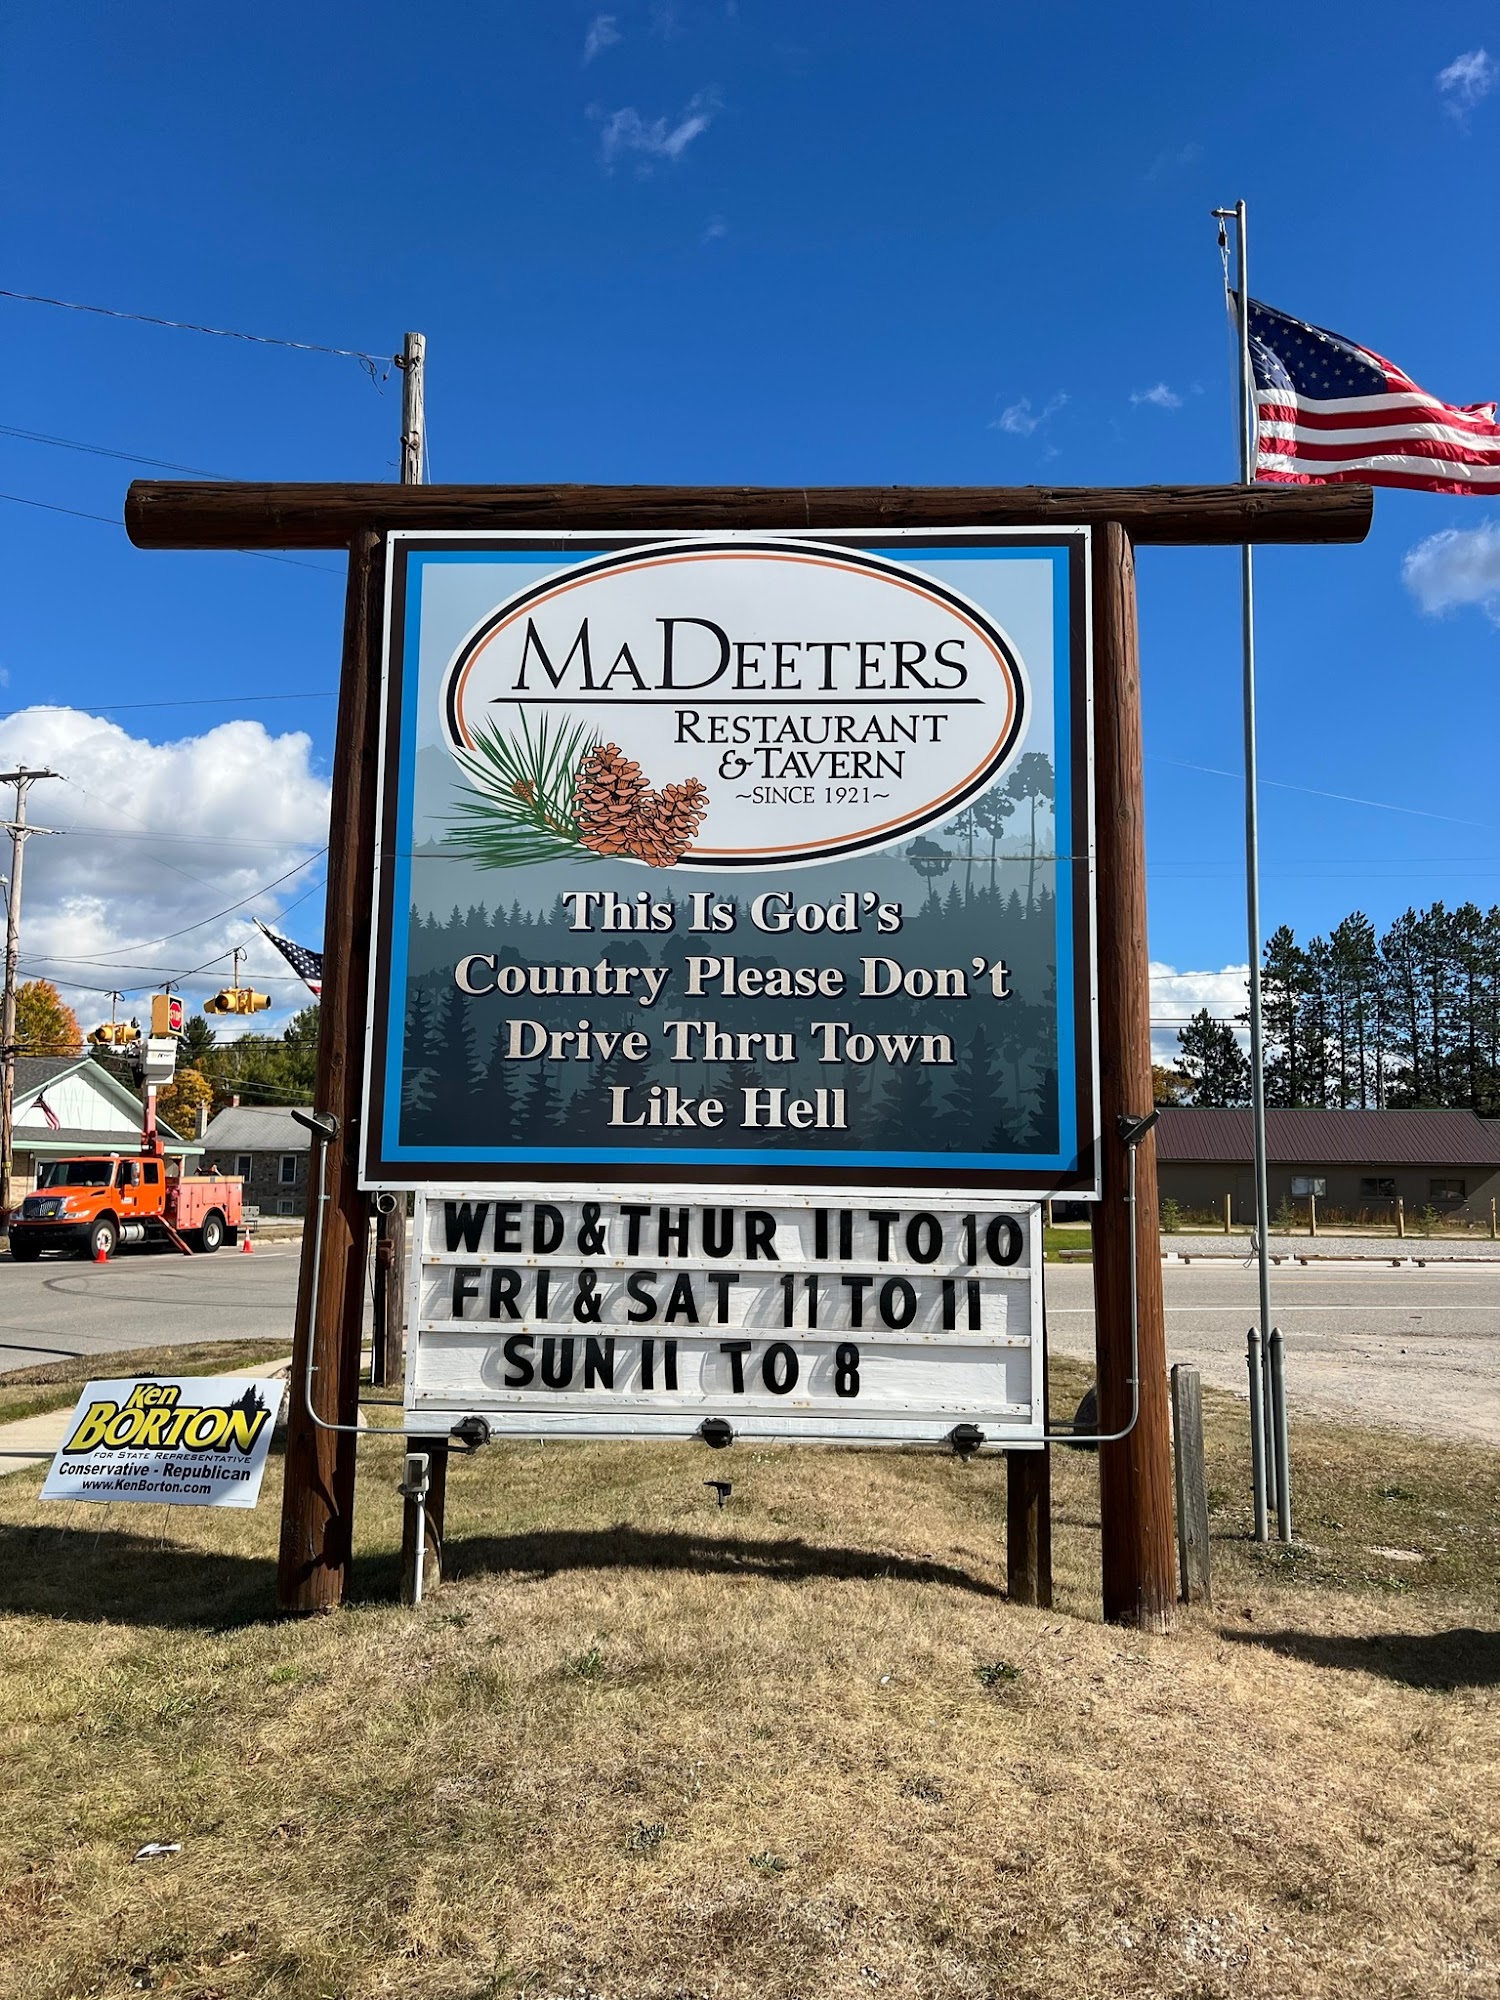 MADEETERS
RESTAURANT
& TAVERN
~SINCE 1921~
This Is God's
Country Please Don't
Drive Thru Town
Like Hell
WED & THUR 11 TO 10
FRI & SAT 11 TO 11
SUN 11 TO 8
Ken
BORTON
FOR STATE REPRESENTATIVE
Conservative - Republican
www.KenBorton.com
STOP